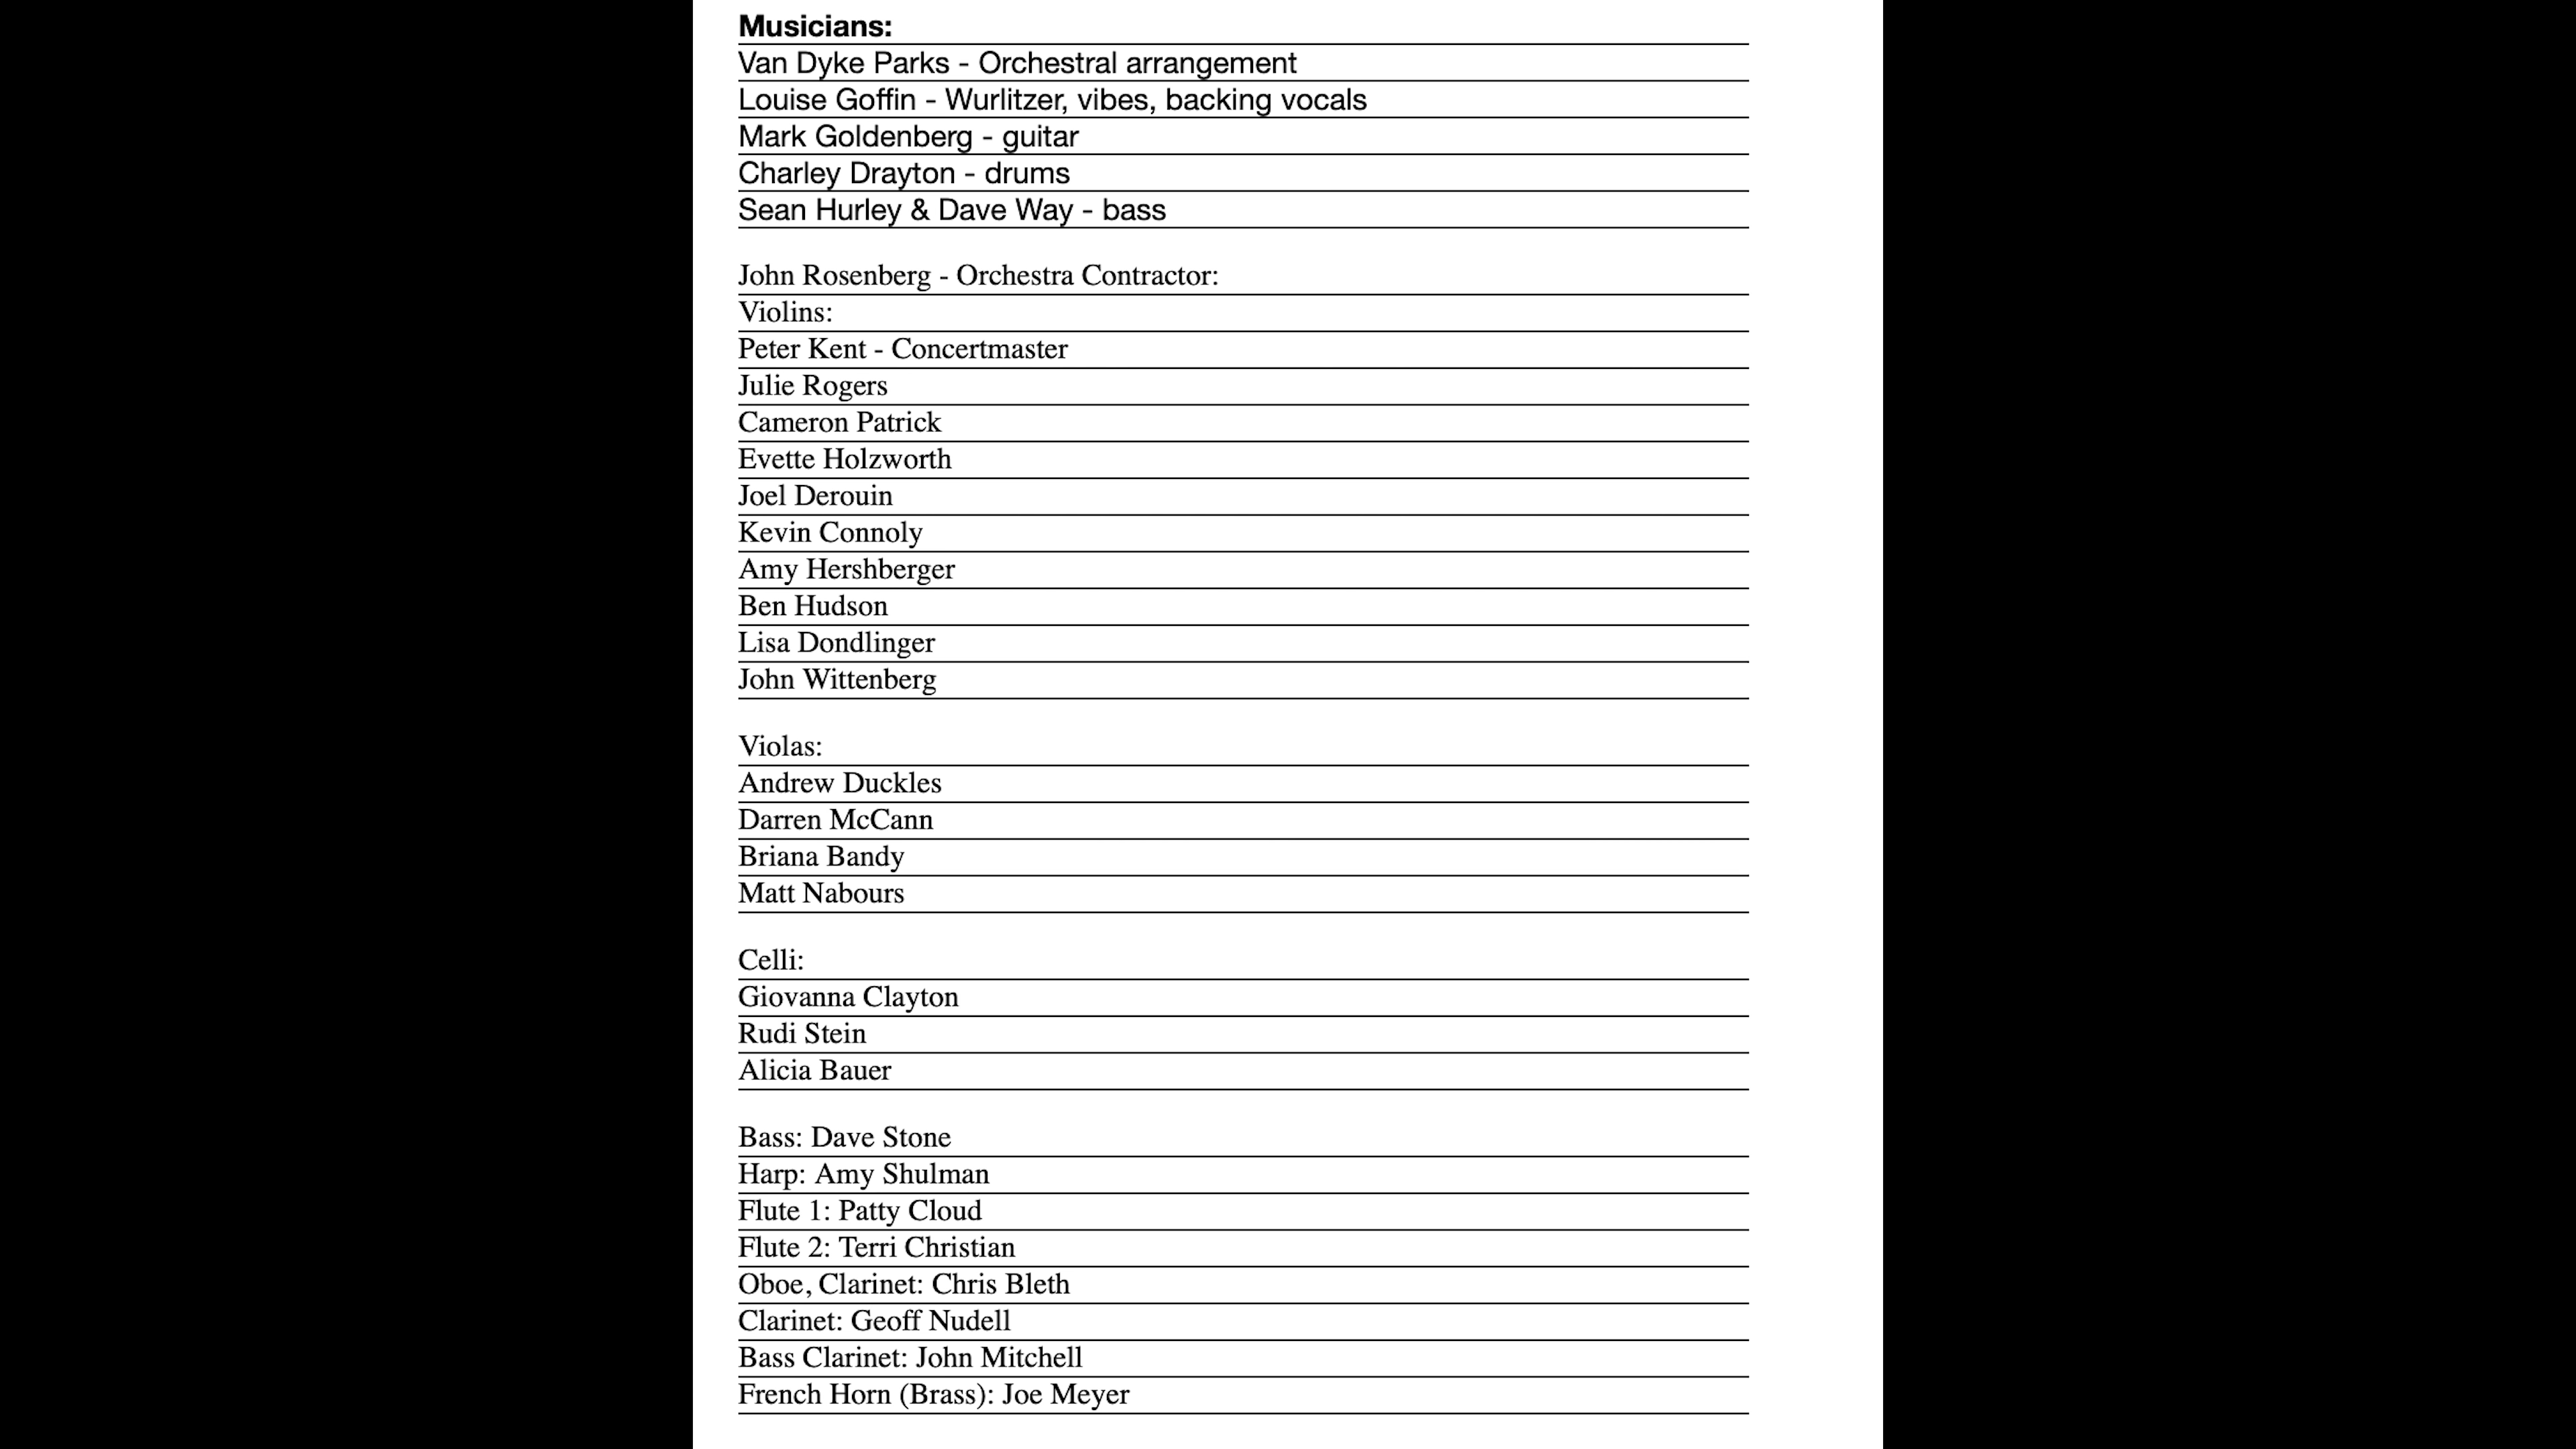 Musicians:
Van Dyke Parks - Orchestral arrangement
Louise Goffin - Wurlitzer, vibes, backing vocals
Mark Goldenberg - guitar
Charley Drayton - drums
Sean Hurley & Dave Way - bass
John Rosenberg - Orchestra Contractor:
Violins:
Peter Kent - Concertmaster
Julie Rogers
Cameron Patrick
Evette Holzworth
Joel Derouin
Kevin Connoly
Amy Hershberger
Ben Hudson
Lisa Dondlinger
John Wittenberg
Violas:
Andrew Duckles
Darren McCann
Briana Bandy
Matt Nabours
Celli:
Giovanna Clayton
Rudi Stein
Alicia Bauer
Bass: Dave Stone
Harp: Amy Shulman
Flute 1: Patty Cloud
Flute 2: Terri Christian
Oboe, Clarinet: Chris Bleth
Clarinet: Geoff Nudell
Bass Clarinet: John Mitchell
French Horn (Brass): Joe Meyer